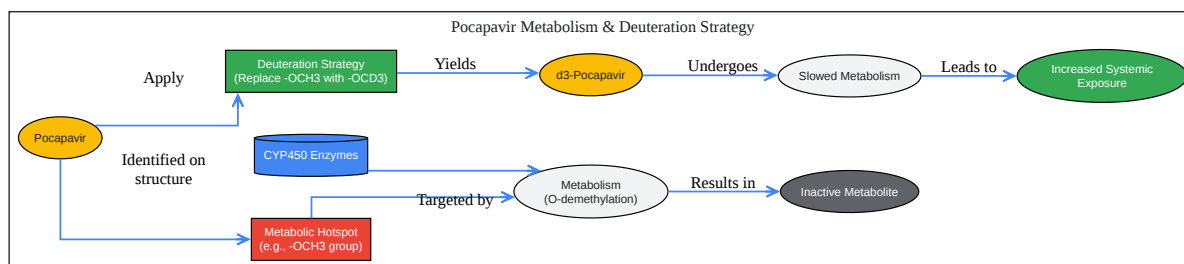 Pocapavir Metabolism & Deuteration Strategy
Apply
Deuteration Strategy
(Replace -OCH3 with -OCD3)
Yields
d3-Pocapavir
Undergoes
Slowed Metabolism
Leads to
Increased Systemic
Exposure
Pocapavir
Identified on
structure
CYP450 Enzymes
Metabolic Hotspot
(e.g., -OCH3 group)
Targeted by
Metabolism
(O-demethylation)
Results in
Inactive Metabolite